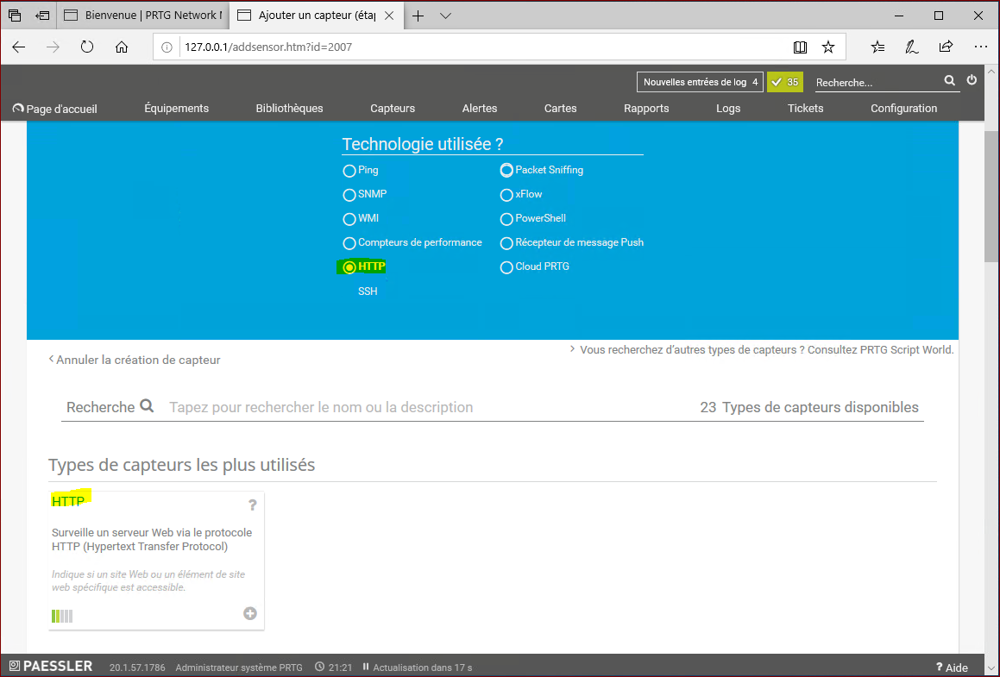 Bienvenue | PRTG Network M
Ajouter un capteur (étap
127.0.0.1/addsensor.htm?id=2007
Nouvelles entrées de log 4
35
Recherche...
Page d'accueil
Équipements
Bibliothèques
Capteurs
Alertes
Cartes
Rapports
Logs
Tickets
Configuration
Technologie utilisée ?
Ping
Packet Sniffing
SNMP
xFlow
WMI
PowerShell
Compteurs de performance
Récepteur de message Push
HTTP
Cloud PRTG
SSH
Annuler la création de capteur
Vous recherchez d'autres types de capteurs ? Consultez PRTG Script World.
Recherche
Tapez pour rechercher le nom ou la description
23 Types de capteurs disponibles
Types de capteurs les plus utilisés
HTTP
?
Surveille un serveur Web via le protocole
HTTP (Hypertext Transfer Protocol)
Indique si un site Web ou un élément de site
web spécifique est accessible.
PAESSLER
20.1.57.1786
Administrateur système PRTG
21:21
Actualisation dans 17 s
? Aide